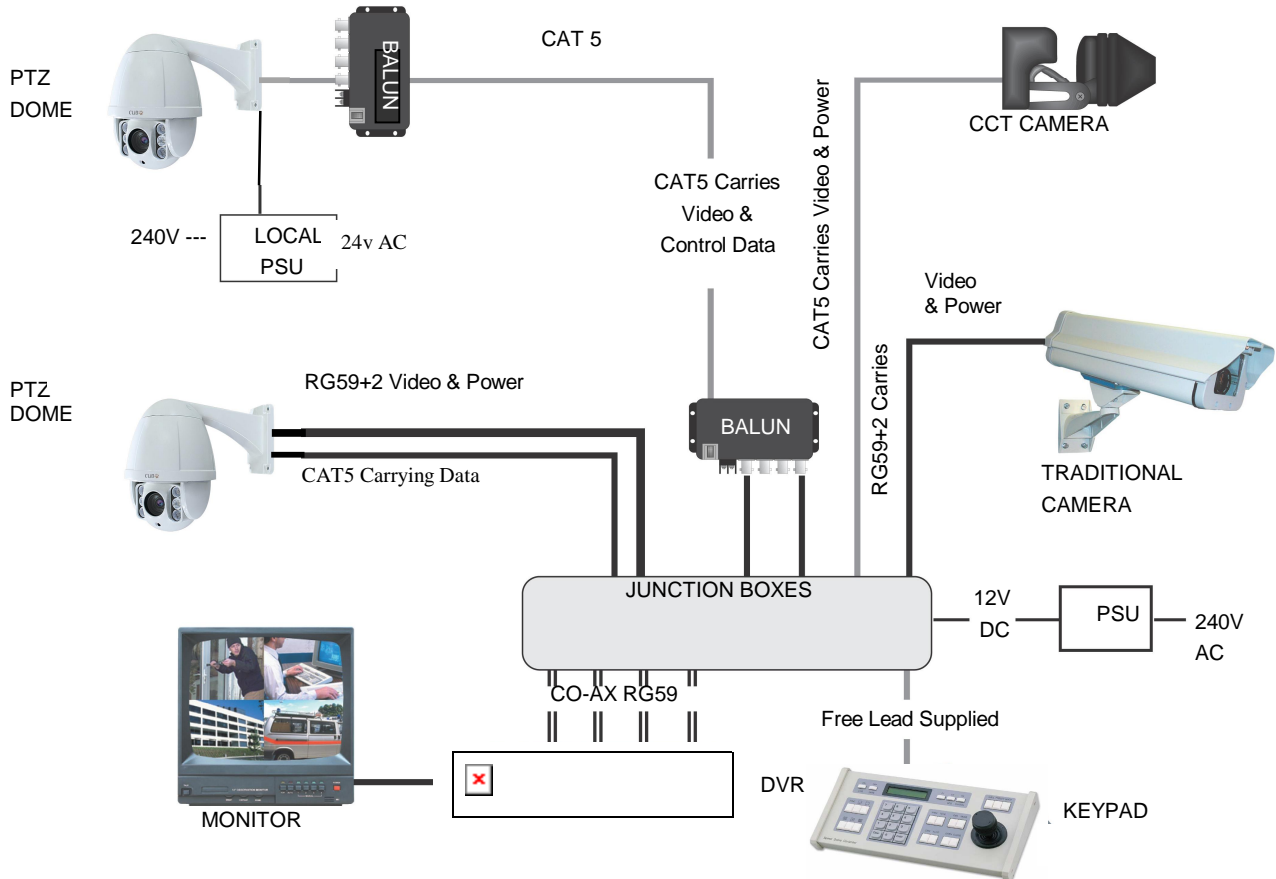 CAT 5
BALUN
PTZ
DOME
CCT CAMERA
CAT5 Carries
Video &
Control Data
CAT5 Carries Video & Power
240V ---
LOCAL
PSU
24v AC
Video
& Power
RG59+2 Carries
PTZ
DOME
RG59+2 Video & Power
CAT5 Carrying Data
BALUN
TRADITIONAL
CAMERA
JUNCTION BOXES
12V
DC
PSU
240V
AC
CO-AX RG59
Free Lead Supplied
DVR
KEYPAD
MONITOR